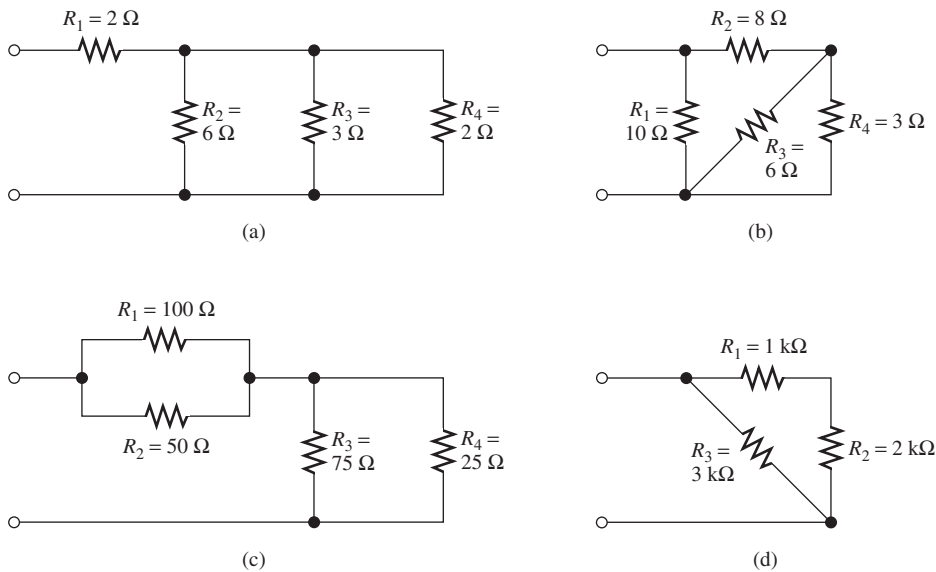 R1 = 2 Ω
R2 =
6 Ω
R3 =
3 Ω
R4 =
2 Ω
(a)
R2 = 8 Ω
R1 =
10 Ω
R3 =
6 Ω
R4 = 3 Ω
(b)
R1 = 100 Ω
R2 = 50 Ω
R3 =
75 Ω
R4 =
25 Ω
(c)
R1 = 1 kΩ
R3 =
3 kΩ
R2 = 2 kΩ
(d)